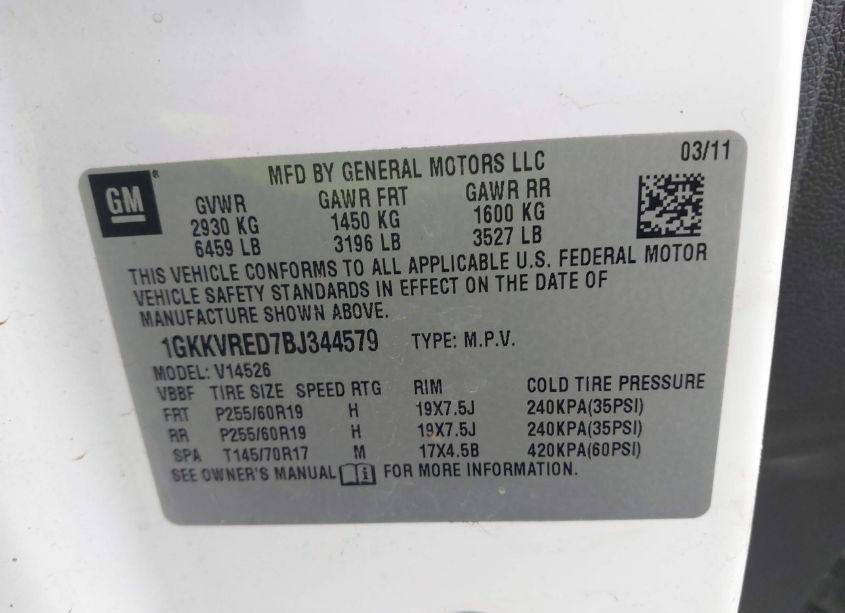 GM®
MFD BY GENERAL MOTORS LLC 03/11
GVWR GAWR FRT GAWR RR
2930 KG 1450 KG 1600 KG
6459 LB 3196 LB 3527 LB
THIS VEHICLE CONFORMS TO ALL APPLICABLE U.S. FEDERAL MOTOR
VEHICLE SAFETY STANDARDS IN EFFECT ON THE DATE OF
MANUFACTURE SHOWN ABOVE.
1GKKVRED7BJ344579 TYPE: M.P.V.
MODEL: V14526
VBBF TIRE SIZE SPEED RTG RIM COLD TIRE PRESSURE
FRT P255/60R19 H 19X7.5J 240KPA(35PSI)
RR P255/60R19 H 19X7.5J 240KPA(35PSI)
SPA T145/70R17 M 17X4.5B 420KPA(60PSI)
SEE OWNER'S MANUAL i FOR MORE INFORMATION.